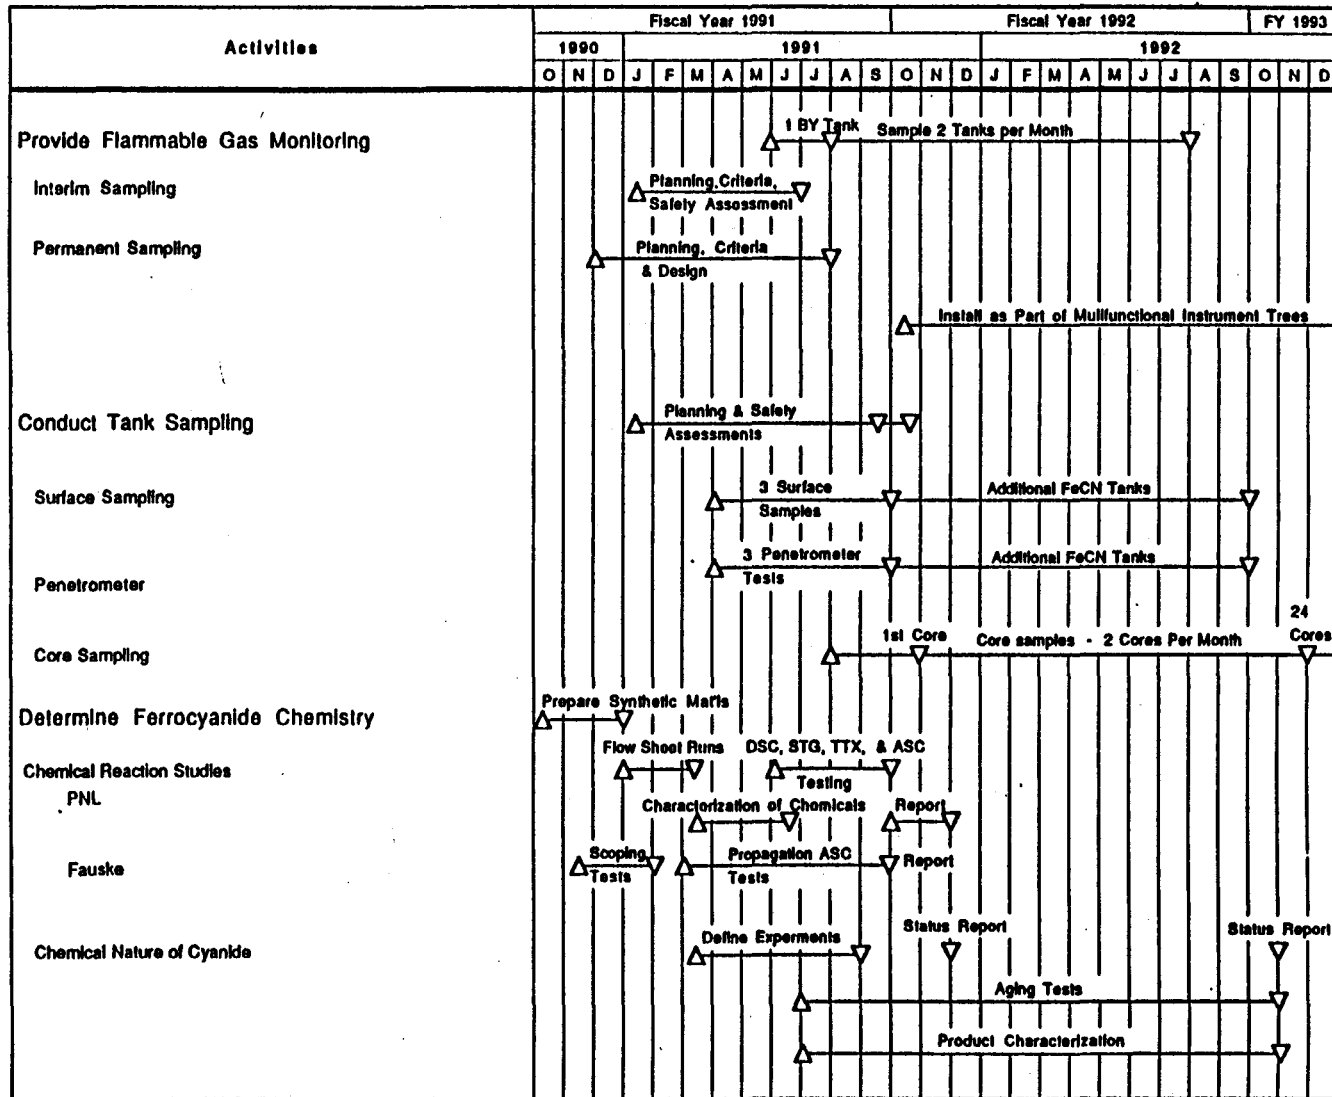 Activities
Fiscal Year 1991 Fiscal Year 1992 FY 1993
1990 1991 1992
O N D J F M A M J J A S O N D J F M A M J J A S O N D
Provide Flammable Gas Monitoring
1 BY Tank Sample 2 Tanks per Month
Interim Sampling
Planning, Criteria,
Safety Assessment
Permanent Sampling
Planning, Criteria
& Design
Install as Part of Multifunctional Instrument Trees
Conduct Tank Sampling
Planning & Safety
Assessments
Surface Sampling
3 Surface
Samples
Additional FeCN Tanks
Penetrometer
3 Penetrometer
Tests
Additional FeCN Tanks
Core Sampling
1st Core Core samples - 2 Cores Per Month
24
Cores
Determine Ferrocyanide Chemistry
Prepare Synthetic Mat'ls
Chemical Reaction Studies
Flow Sheet Runs
DSC, STG, TTX, & ASC
Testing
PNL
Characterization of Chemicals Report
Fauske
Scoping
Tests
Propagation ASC
Tests
Report
Chemical Nature of Cyanide
Define Experments
Status Report
Status Report
Aging Tests
Product Characterization